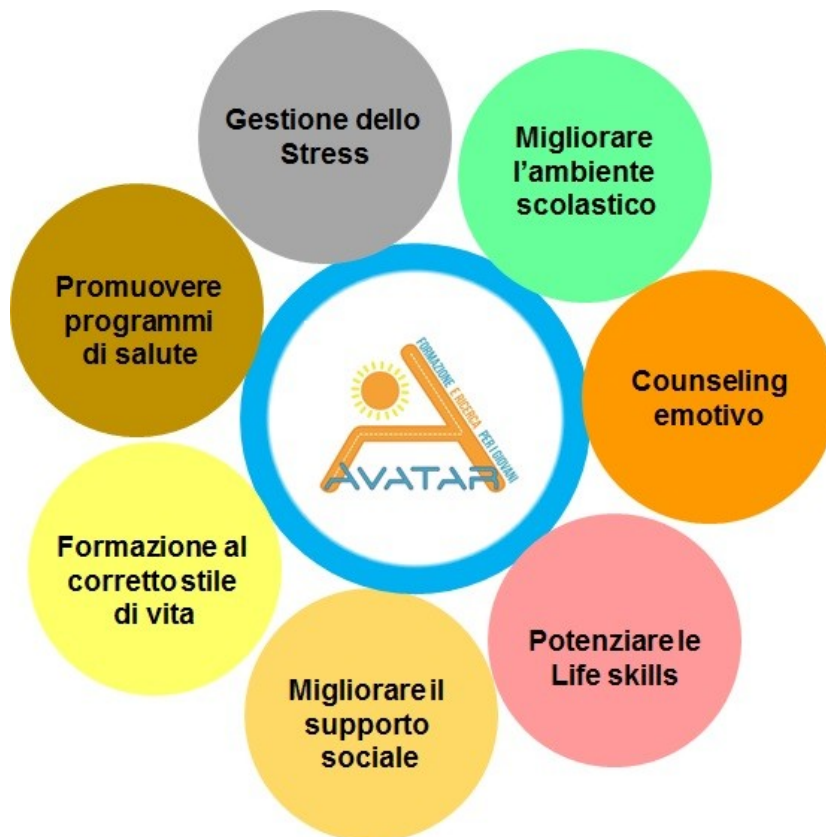 Gestione dello
Stress
Migliorare
l'ambiente
scolastico
Promuovere
programmi
di salute
Counseling
emotivo
FORMAZIONE E RICERCA PER I GIOVANI
AVATAR
Formazione al
corretto stile
di vita
Potenziare le
Life skills
Migliorare il
supporto
sociale